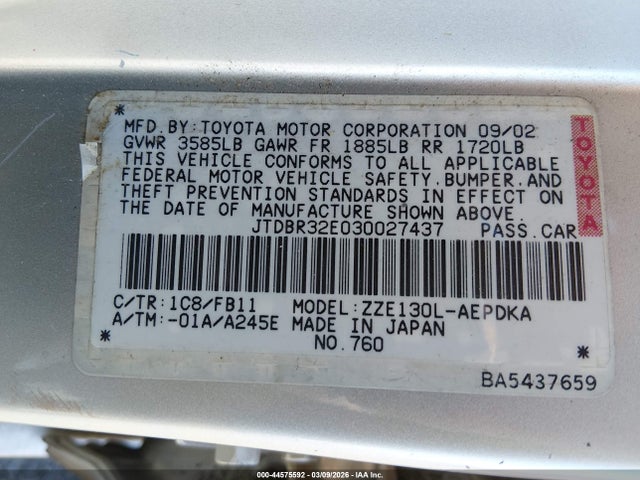 *
MFD.BY:TOYOTA MOTOR CORPORATION 09/02
GVWR 3585LB GAWR FR 1885LB RR 1720LB
THIS VEHICLE CONFORMS TO ALL APPLICABLE
FEDERAL MOTOR VEHICLE SAFETY,BUMPER,AND
THEFT PREVENTION STANDARDS IN EFFECT ON
THE DATE OF MANUFACTURE SHOWN ABOVE.
JTDBR32E030027437 PASS.CAR
TOYOTA
C/TR:1C8/FB11 MODEL:ZZE130L-AEPDKA
A/TM:-01A/A245E MADE IN JAPAN
* NO.760 *
BA5437659
000-44575592 - 03/09/2026 - IAAI.COM